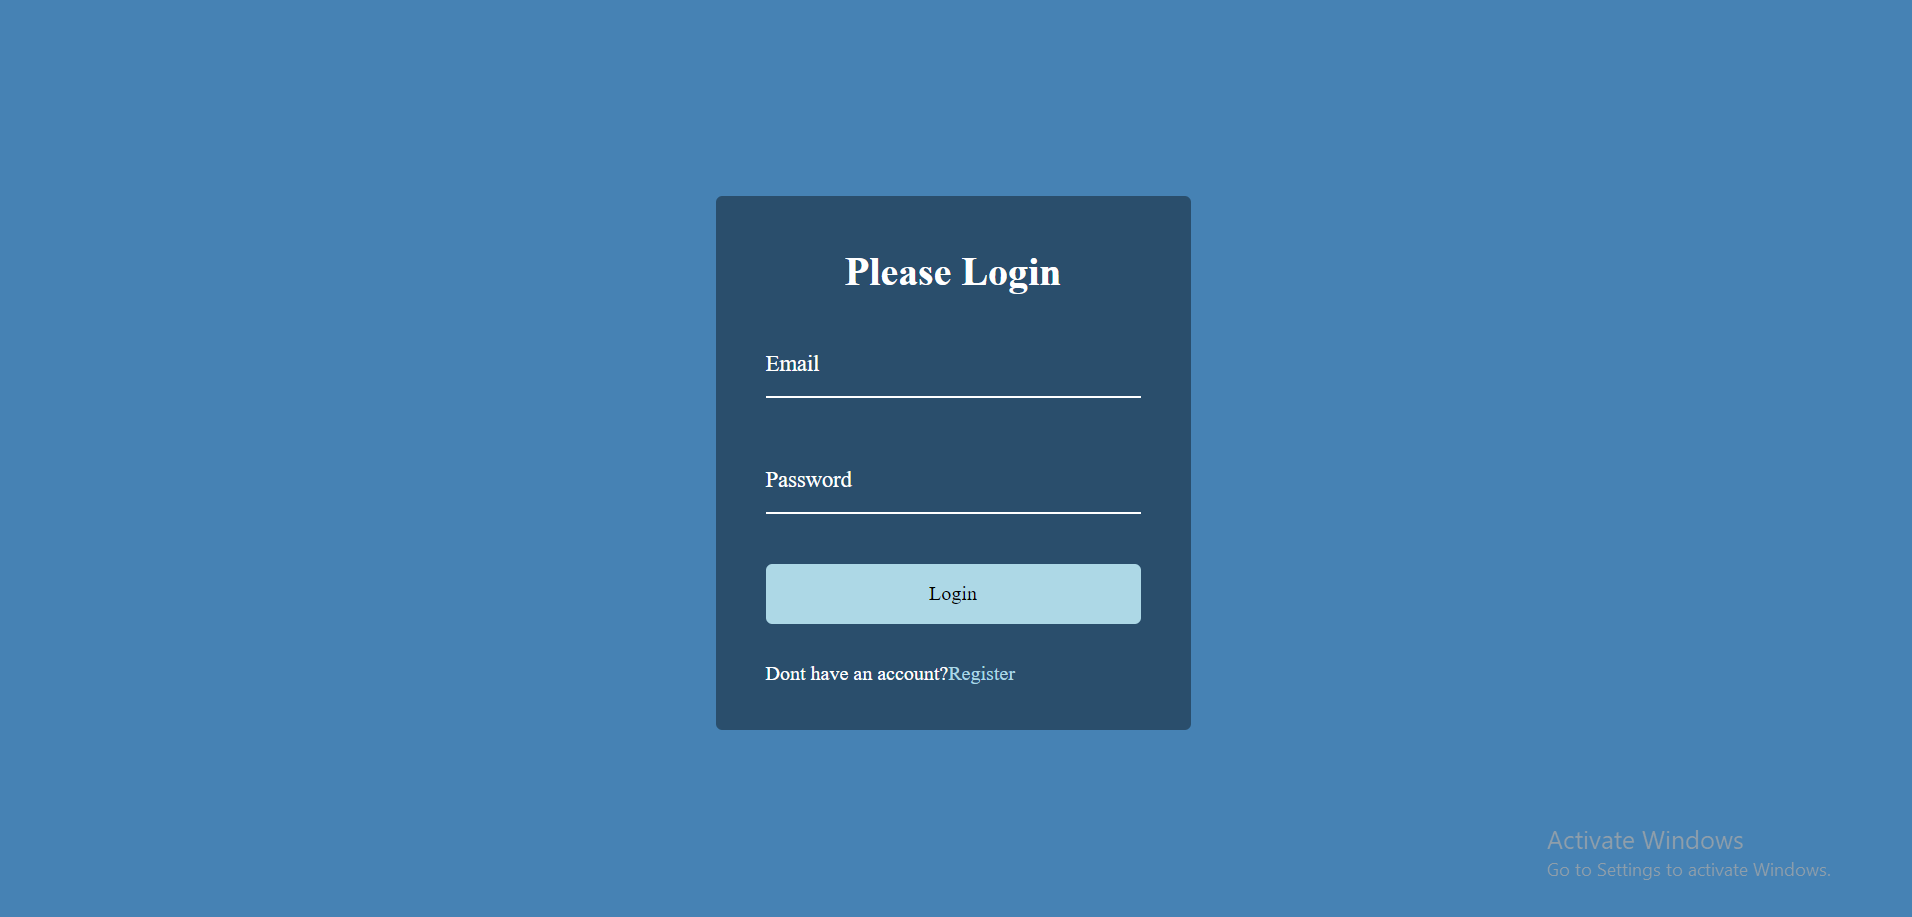 Please Login
Email
Password
Login
Dont have an account?Register
Activate Windows
Go to Settings to activate Windows.